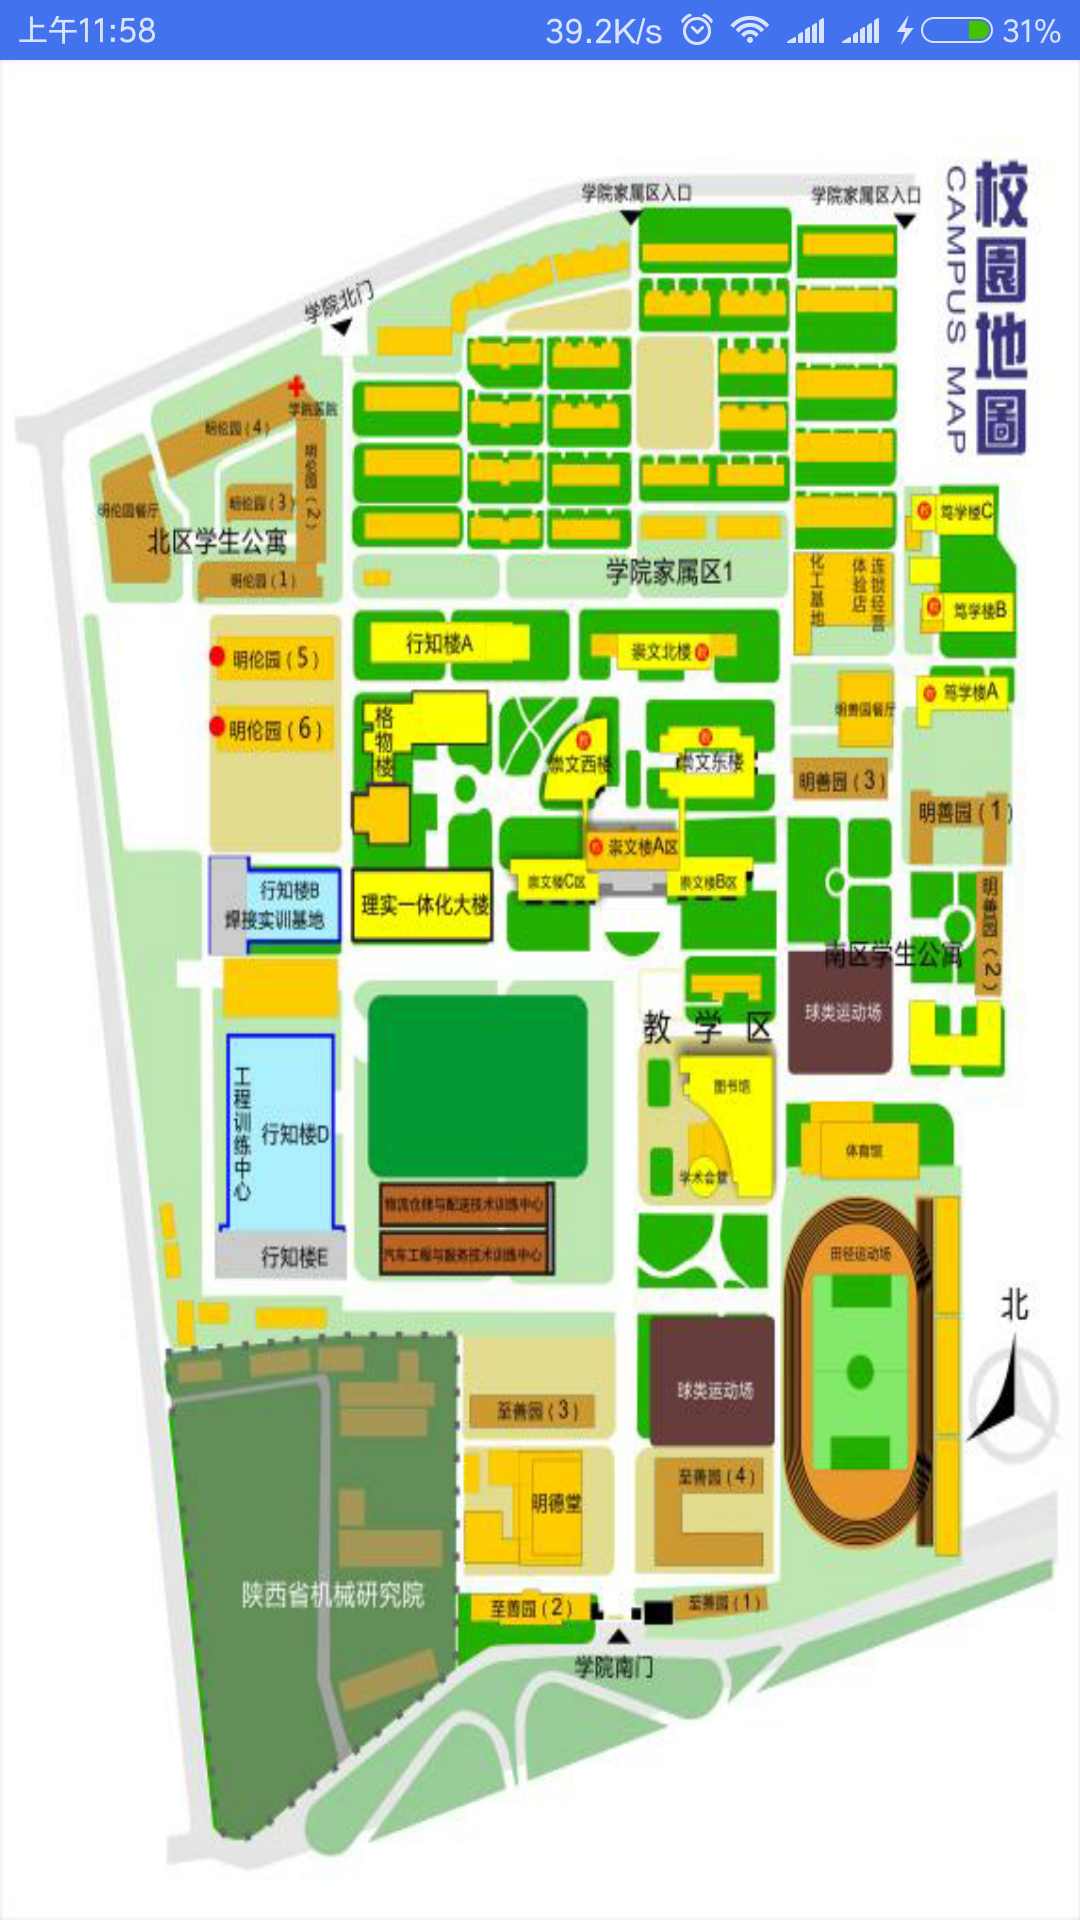 上午11:58
39.2K/s
31%
校園地圖
CAMPUS MAP
学院家属区入口
学院家属区入口
学院北门
学院医院
明伦园(4)
明伦园(2)
明伦园(3)
明伦园餐厅
北区学生公寓
明伦园(1)
学院家属区1
化工基地
连锁经营
体验店
笃学楼C
笃学楼B
笃学楼A
明伦园(5)
明伦园(6)
行知楼A
崇文北楼
格物楼
崇文西楼
崇文东楼
明善园餐厅
明善园(3)
明善园(1)
崇文楼A区
崇文楼C区
崇文楼B区
行知楼B
焊接实训基地
理实一体化大楼
明善园(2)
南区学生公寓
球类运动场
教学区
图书馆
学术会堂
工程训练中心
行知楼D
行知楼E
物流仓储与配送技术训练中心
汽车工程与服务技术训练中心
体育馆
田径运动场
北
球类运动场
至善园(3)
至善园(4)
明德堂
陕西省机械研究院
至善园(2)
至善园(1)
学院南门